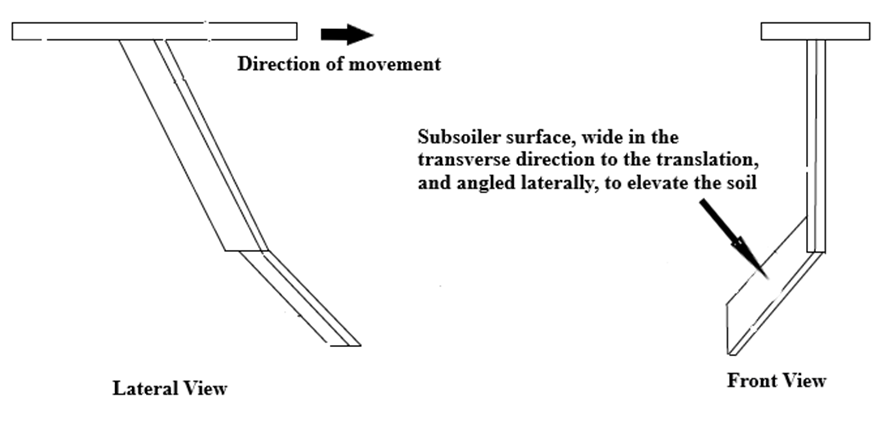 Direction of movement
Subsoiler surface, wide in the
transverse direction to the translation,
and angled laterally, to elevate the soil
Lateral View
Front View